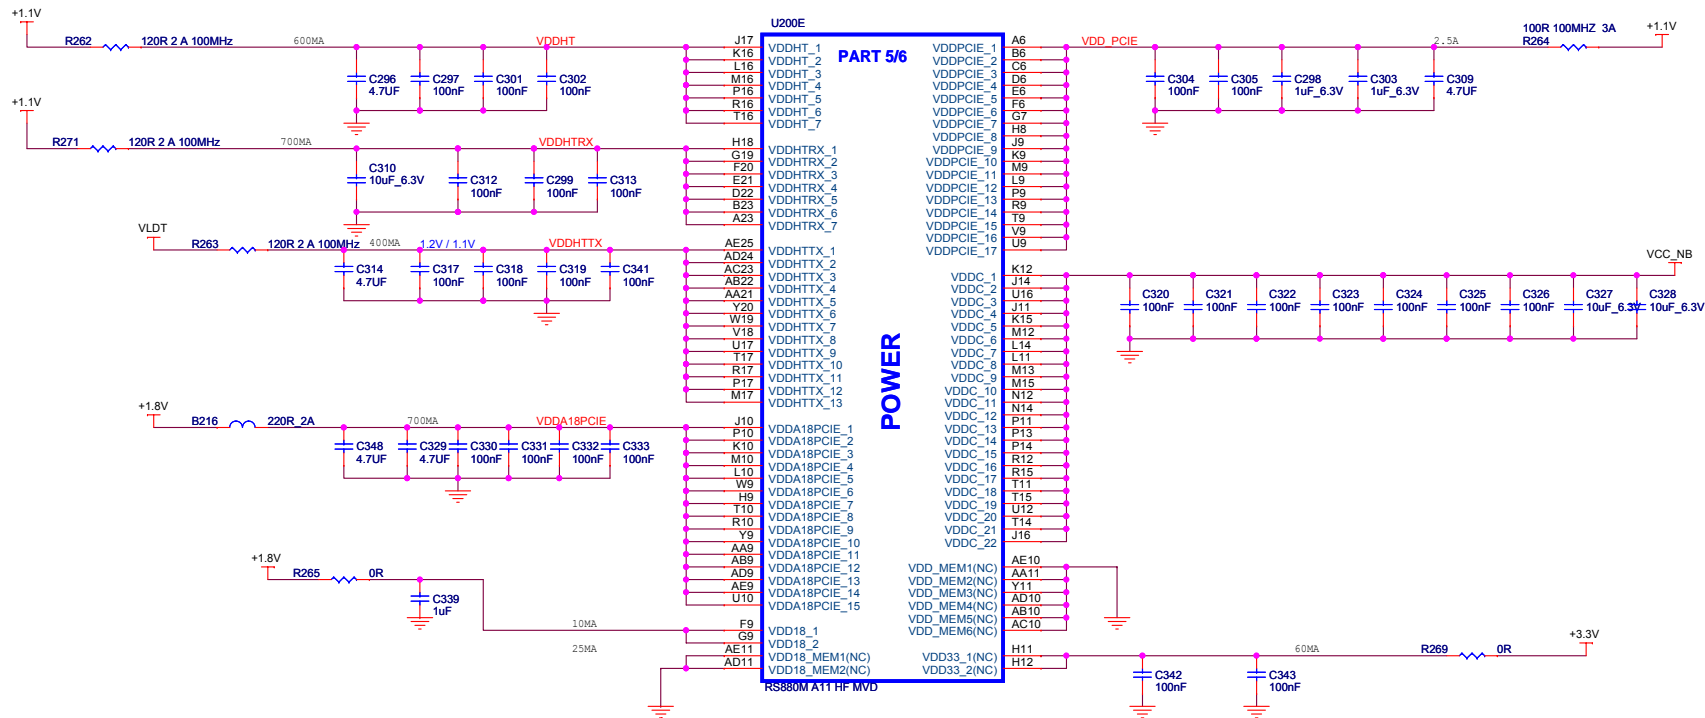 +1.1V
R262 120R 2 A 100MHz 600MA VDDHT
C296 4.7UF
C297 100nF
C301 100nF
C302 100nF
+1.1V
R271 120R 2 A 100MHz 700MA VDDHTRX
C310 10uF_6.3V
C312 100nF
C299 100nF
C313 100nF
VLDT
R263 120R 2 A 100MHz 400MA 1.2V / 1.1V VDDHTTX
C314 4.7UF
C317 100nF
C318 100nF
C319 100nF
C341 100nF
+1.8V
B216 220R_2A 700MA VDDA18PCIE
C348 4.7UF
C329 4.7UF
C330 100nF
C331 100nF
C332 100nF
C333 100nF
+1.8V
R265 0R
C339 1uF
10MA
25MA
U200E
PART 5/6
POWER
J17 VDDHT_1
K16 VDDHT_2
L16 VDDHT_3
M16 VDDHT_4
P16 VDDHT_5
R16 VDDHT_6
T16 VDDHT_7
H18 VDDHTRX_1
G19 VDDHTRX_2
F20 VDDHTRX_3
E21 VDDHTRX_4
D22 VDDHTRX_5
B23 VDDHTRX_6
A23 VDDHTRX_7
AE25 VDDHTTX_1
AD24 VDDHTTX_2
AC23 VDDHTTX_3
AB22 VDDHTTX_4
AA21 VDDHTTX_5
Y20 VDDHTTX_6
W19 VDDHTTX_7
V18 VDDHTTX_8
U17 VDDHTTX_9
T17 VDDHTTX_10
R17 VDDHTTX_11
P17 VDDHTTX_12
M17 VDDHTTX_13
J10 VDDA18PCIE_1
P10 VDDA18PCIE_2
K10 VDDA18PCIE_3
M10 VDDA18PCIE_4
L10 VDDA18PCIE_5
W9 VDDA18PCIE_6
H9 VDDA18PCIE_7
T10 VDDA18PCIE_8
R10 VDDA18PCIE_9
Y9 VDDA18PCIE_10
AA9 VDDA18PCIE_11
AB9 VDDA18PCIE_12
AD9 VDDA18PCIE_13
AE9 VDDA18PCIE_14
U10 VDDA18PCIE_15
F9 VDD18_1
G9 VDD18_2
AE11 VDD18_MEM1(NC)
AD11 VDD18_MEM2(NC)
RS880M A11 HF MVD
VDDPCIE_1 A6
VDDPCIE_2 B6
VDDPCIE_3 C6
VDDPCIE_4 D6
VDDPCIE_5 E6
VDDPCIE_6 F6
VDDPCIE_7 G7
VDDPCIE_8 H8
VDDPCIE_9 J9
VDDPCIE_10 K9
VDDPCIE_11 M9
VDDPCIE_12 L9
VDDPCIE_13 P9
VDDPCIE_14 R9
VDDPCIE_15 T9
VDDPCIE_16 V9
VDDPCIE_17 U9
VDDC_1 K12
VDDC_2 J14
VDDC_3 U16
VDDC_4 J11
VDDC_5 K15
VDDC_6 M12
VDDC_7 L14
VDDC_8 L11
VDDC_9 M13
VDDC_10 M15
VDDC_11 N12
VDDC_12 N14
VDDC_13 P11
VDDC_14 P13
VDDC_15 P14
VDDC_16 R12
VDDC_17 R15
VDDC_18 T11
VDDC_19 T15
VDDC_20 U12
VDDC_21 T14
VDDC_22 J16
VDD_MEM1(NC) AE10
VDD_MEM2(NC) AA11
VDD_MEM3(NC) Y11
VDD_MEM4(NC) AD10
VDD_MEM5(NC) AB10
VDD_MEM6(NC) AC10
VDD33_1(NC) H11
VDD33_2(NC) H12
VDD_PCIE 2.5A
100R 100MHZ 3A
R264
+1.1V
C304 100nF
C305 100nF
C298 1uF_6.3V
C303 1uF_6.3V
C309 4.7UF
VCC_NB
C320 100nF
C321 100nF
C322 100nF
C323 100nF
C324 100nF
C325 100nF
C326 100nF
C327 10uF_6.3V
C328 10uF_6.3V
60MA R269 0R
+3.3V
C342 100nF
C343 100nF